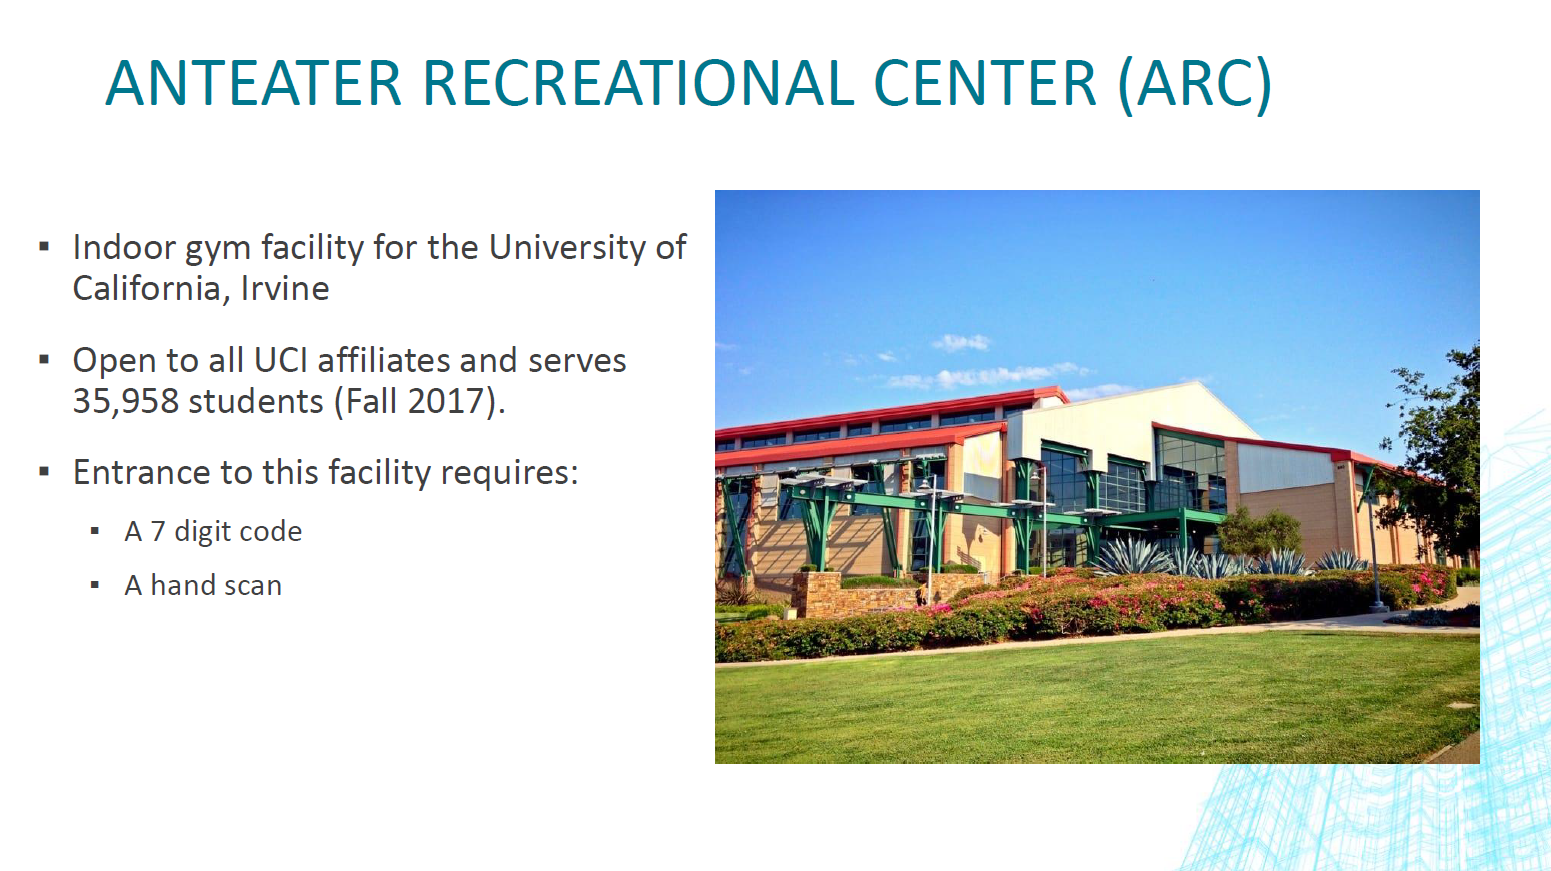 ANTEATER RECREATIONAL CENTER (ARC)
▪ Indoor gym facility for the University of
California, Irvine
▪ Open to all UCI affiliates and serves
35,958 students (Fall 2017).
▪ Entrance to this facility requires:
▪ A 7 digit code
▪ A hand scan